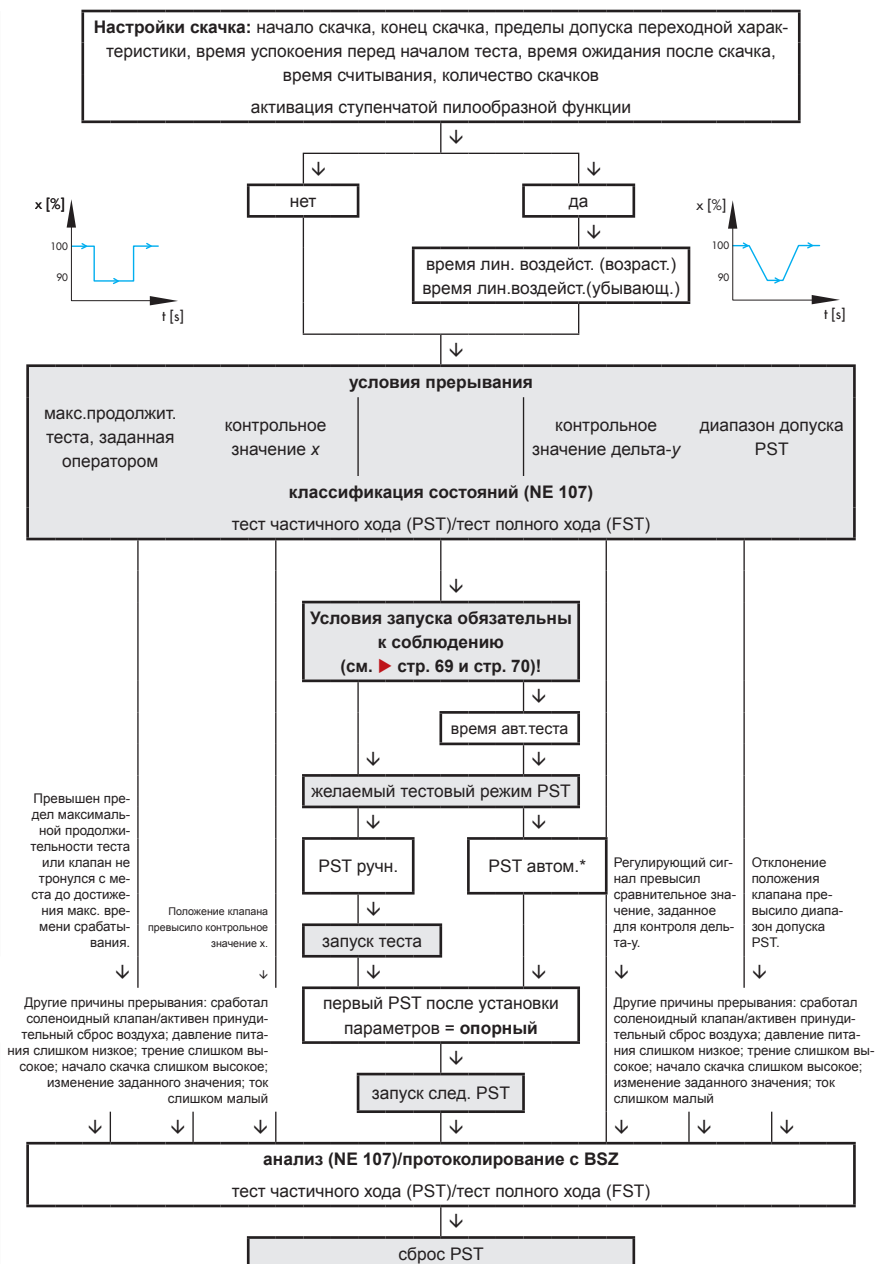 Настройки скачка: начало скачка, конец скачка, пределы допуска переходной харак-
теристики, время успокоения перед началом теста, время ожидания после скачка,
время считывания, количество скачков
активация ступенчатой пилообразной функции
нет
да
x [%]
100
90
t [s]
время лин. воздейст. (возраст.)
время лин.воздейст.(убывающ.)
x [%]
100
90
t [s]
условия прерывания
макс.продолжит.
теста, заданная
оператором
контрольное
значение x
контрольное
значение дельта-y
диапазон допуска
PST
классификация состояний (NE 107)
тест частичного хода (PST)/тест полного хода (FST)
Условия запуска обязательны
к соблюдению
(см. ▶ стр. 69 и стр. 70)!
время авт.теста
желаемый тестовый режим PST
PST ручн.
PST автом.*
Превышен пре-
дел максималь-
ной продолжи-
тельности теста
или клапан не
тронулся с ме-
ста до достиже-
ния макс. вре-
мени срабаты-
вания.
Положение клапана
превысило контрольное
значение x.
Регулирующий сиг-
нал превысил
сравнительное зна-
чение, заданное
для контроля дель-
та-y.
Отклонение
положения
клапана пре-
высило диапа-
зон допуска
PST.
запуск теста
Другие причины прерывания: сработал
соленоидный клапан/активен принуди-
тельный сброс воздуха; давление пита-
ния слишком низкое; трение слишком вы-
сокое; начало скачка слишком высокое;
изменение заданного значения; ток
слишком малый
первый PST после установки
параметров = опорный
запуск след. PST
Другие причины прерывания: сработал
соленоидный клапан/активен принуди-
тельный сброс воздуха; давление пита-
ния слишком низкое; трение слишком вы-
сокое; начало скачка слишком высокое;
изменение заданного значения; ток
слишком малый
анализ (NE 107)/протоколирование с BSZ
тест частичного хода (PST)/тест полного хода (FST)
сброс PST